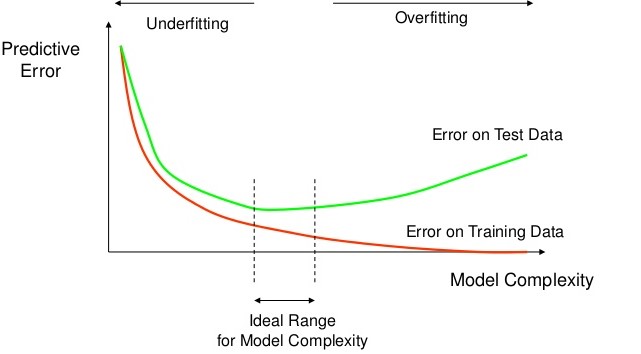 Underfitting
Overfitting
Predictive
Error
Error on Test Data
Error on Training Data
Model Complexity
Ideal Range
for Model Complexity